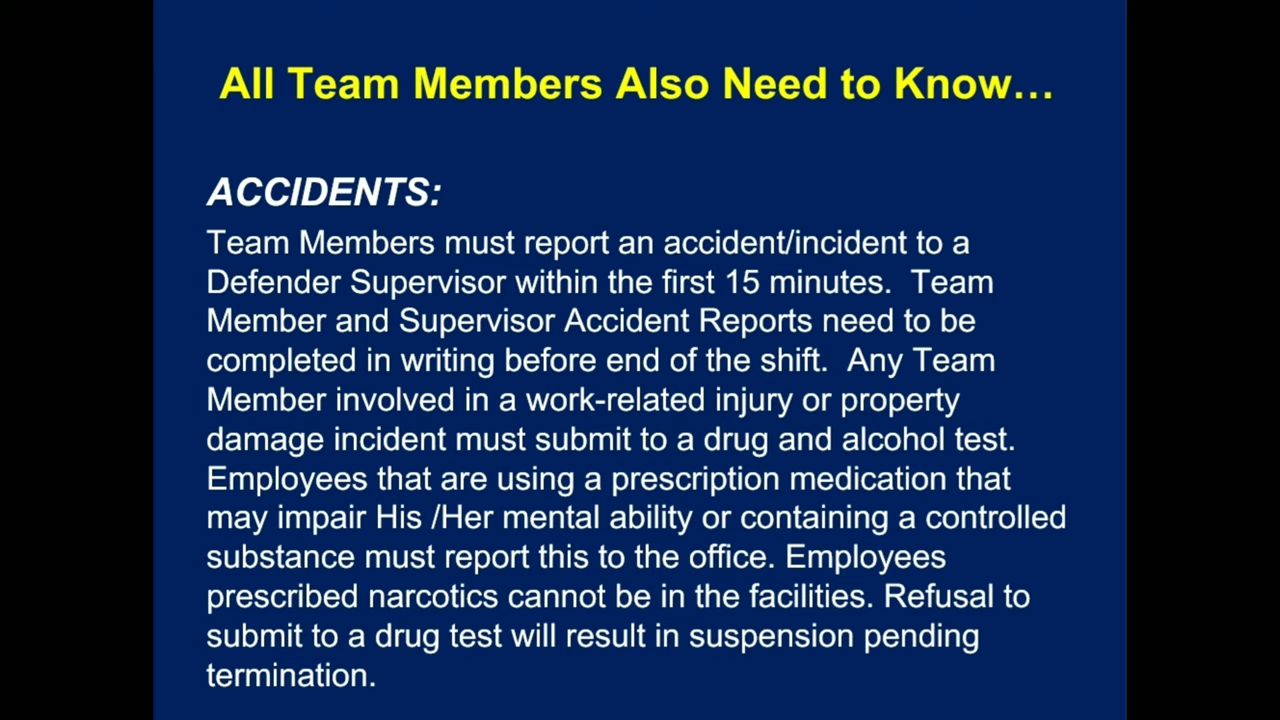 All Team Members Also Need to Know…
ACCIDENTS:
Team Members must report an accident/incident to a
Defender Supervisor within the first 15 minutes.  Team
Member and Supervisor Accident Reports need to be
completed in writing before end of the shift.  Any Team
Member involved in a work-related injury or property
damage incident must submit to a drug and alcohol test.
Employees that are using a prescription medication that
may impair His /Her mental ability or containing a controlled
substance must report this to the office. Employees
prescribed narcotics cannot be in the facilities. Refusal to
submit to a drug test will result in suspension pending
termination.